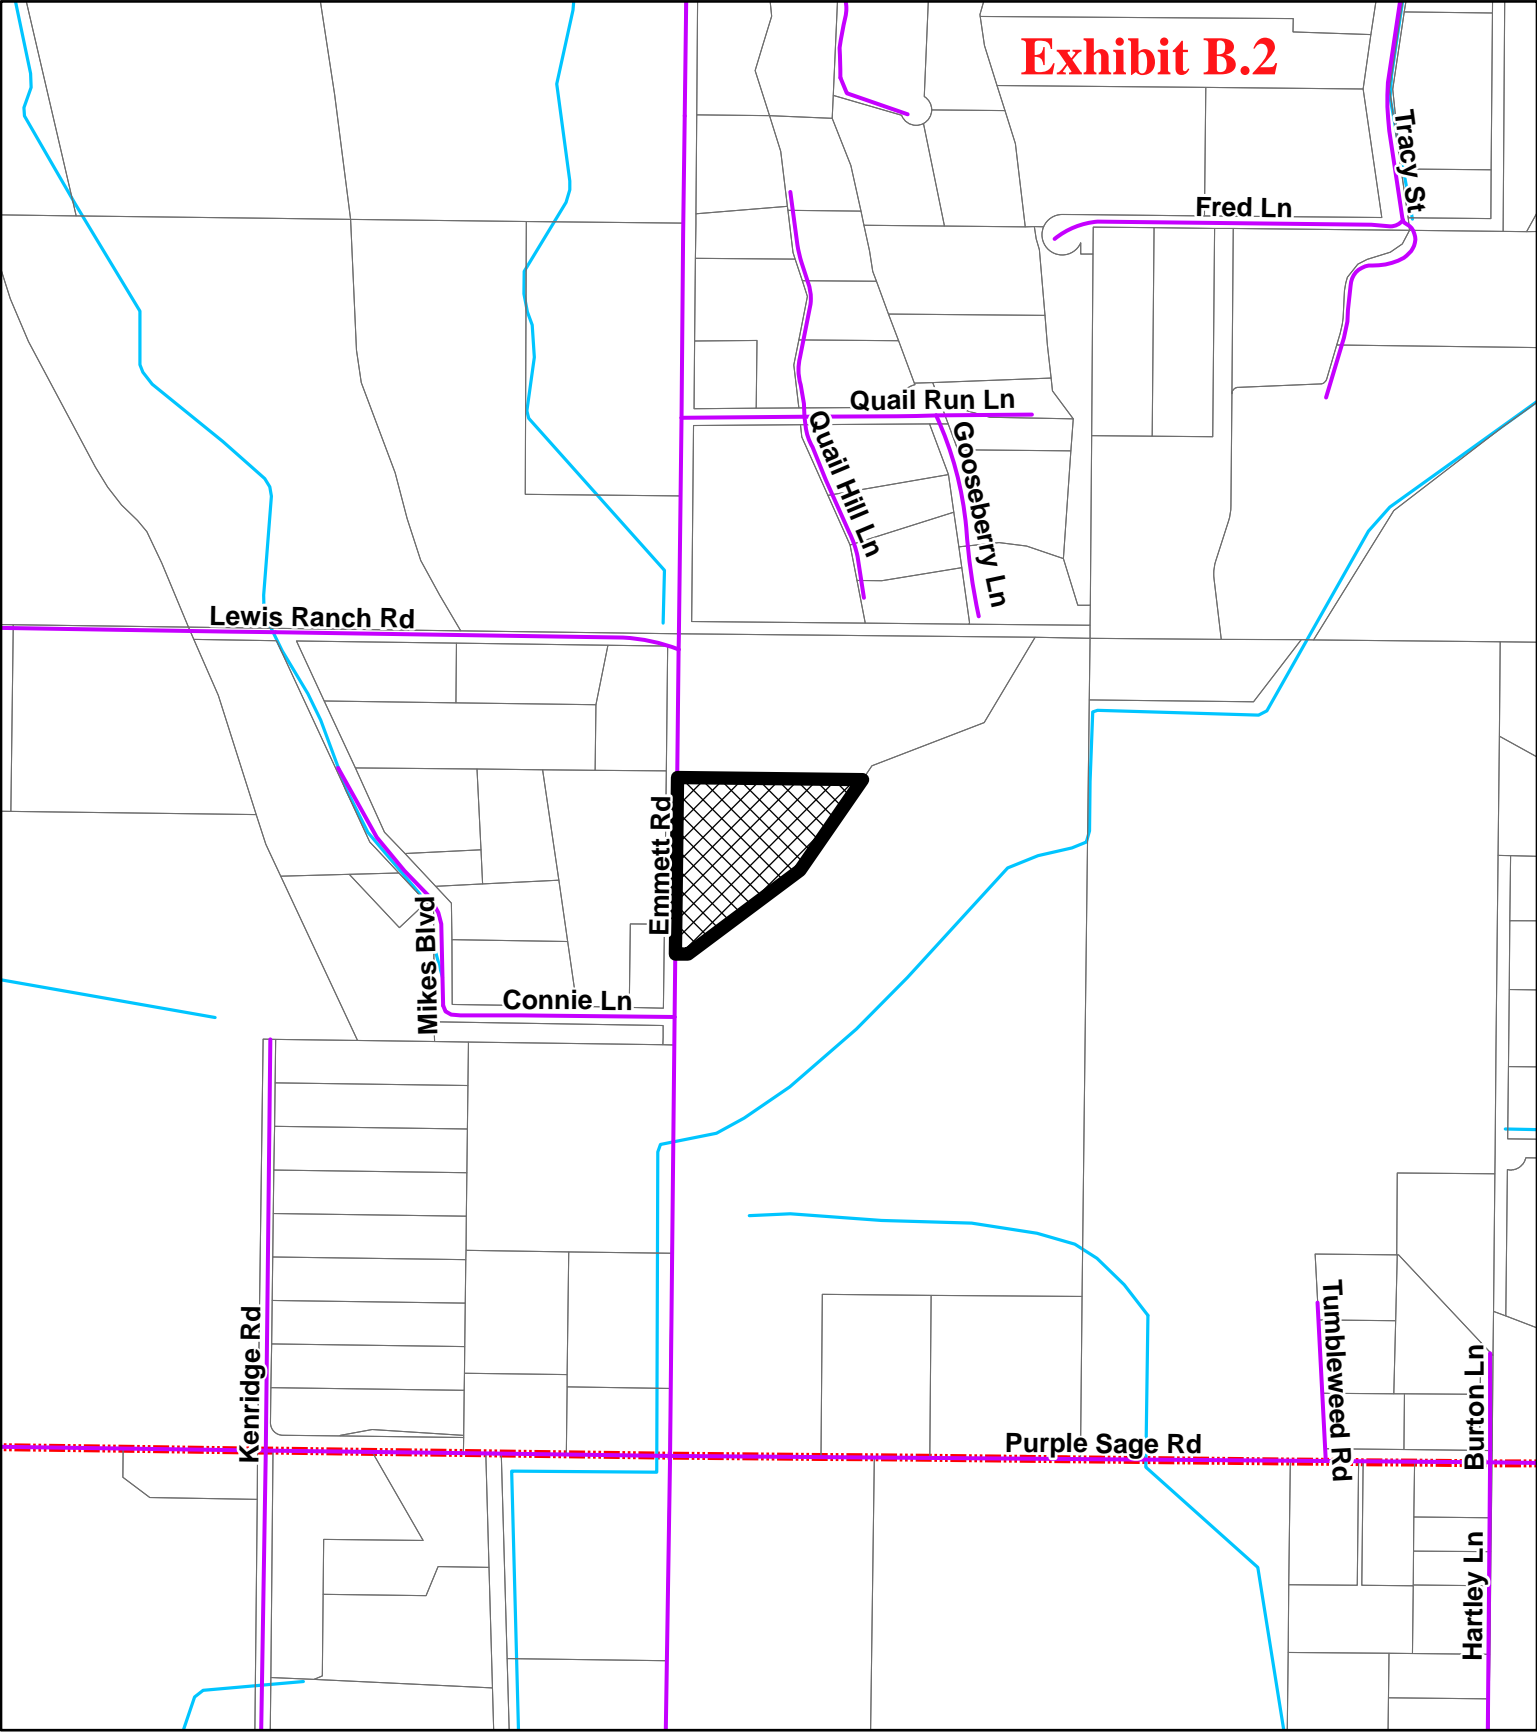 Exhibit B.2
Tracy St
Fred Ln
Quail Run Ln
Quail Hill Ln
Gooseberry Ln
Lewis Ranch Rd
Emmett Rd
Mikes Blvd
Connie Ln
Kenridge Rd
Tumbleweed Rd
Burton Ln
Purple Sage Rd
Hartley Ln